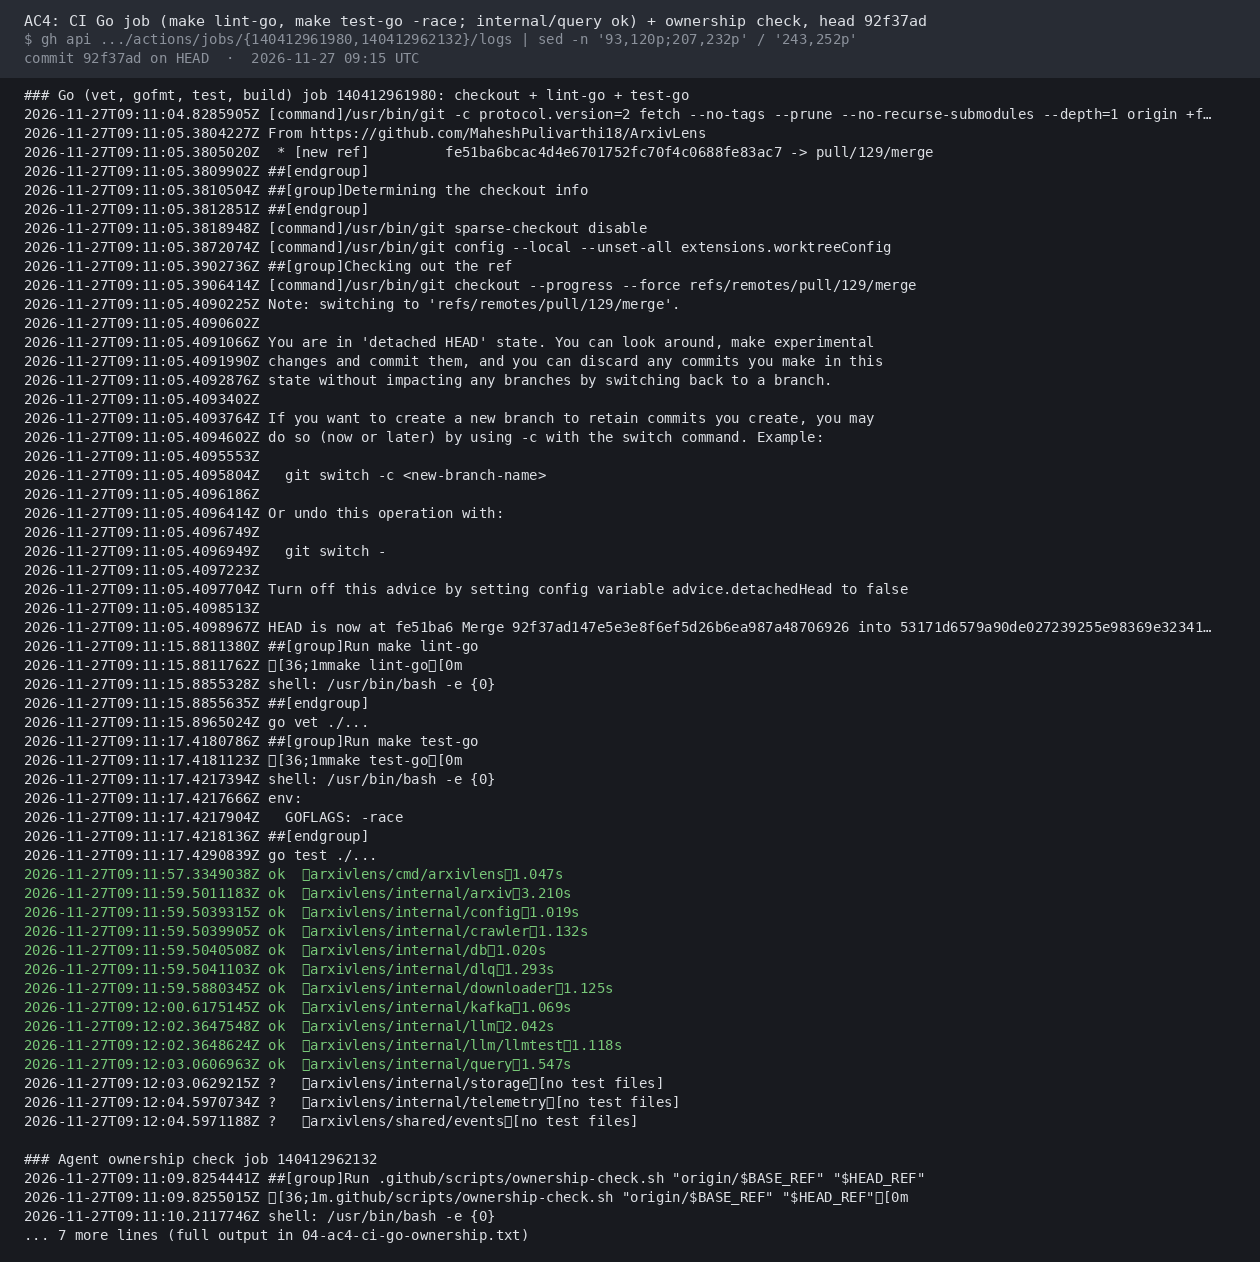 AC4: CI Go job (make lint-go, make test-go -race; internal/query ok) + ownership check, head 92f37ad
$ gh api .../actions/jobs/{140412961980,140412962132}/logs | sed -n '93,120p;207,232p' / '243,252p'
commit 92f37ad on HEAD  ·  2026-11-27 09:15 UTC
### Go (vet, gofmt, test, build) job 140412961980: checkout + lint-go + test-go
2026-11-27T09:11:04.8285905Z [command]/usr/bin/git -c protocol.version=2 fetch --no-tags --prune --no-recurse-submodules --depth=1 origin +f…
2026-11-27T09:11:05.3804227Z From https://github.com/MaheshPulivarthi18/ArxivLens
2026-11-27T09:11:05.3805020Z  * [new ref]         fe51ba6bcac4d4e6701752fc70f4c0688fe83ac7 -> pull/129/merge
2026-11-27T09:11:05.3809902Z ##[endgroup]
2026-11-27T09:11:05.3810504Z ##[group]Determining the checkout info
2026-11-27T09:11:05.3812851Z ##[endgroup]
2026-11-27T09:11:05.3818948Z [command]/usr/bin/git sparse-checkout disable
2026-11-27T09:11:05.3872074Z [command]/usr/bin/git config --local --unset-all extensions.worktreeConfig
2026-11-27T09:11:05.3902736Z ##[group]Checking out the ref
2026-11-27T09:11:05.3906414Z [command]/usr/bin/git checkout --progress --force refs/remotes/pull/129/merge
2026-11-27T09:11:05.4090225Z Note: switching to 'refs/remotes/pull/129/merge'.
2026-11-27T09:11:05.4090602Z
2026-11-27T09:11:05.4091066Z You are in 'detached HEAD' state. You can look around, make experimental
2026-11-27T09:11:05.4091990Z changes and commit them, and you can discard any commits you make in this
2026-11-27T09:11:05.4092876Z state without impacting any branches by switching back to a branch.
2026-11-27T09:11:05.4093402Z
2026-11-27T09:11:05.4093764Z If you want to create a new branch to retain commits you create, you may
2026-11-27T09:11:05.4094602Z do so (now or later) by using -c with the switch command. Example:
2026-11-27T09:11:05.4095553Z
2026-11-27T09:11:05.4095804Z   git switch -c <new-branch-name>
2026-11-27T09:11:05.4096186Z
2026-11-27T09:11:05.4096414Z Or undo this operation with:
2026-11-27T09:11:05.4096749Z
2026-11-27T09:11:05.4096949Z   git switch -
2026-11-27T09:11:05.4097223Z
2026-11-27T09:11:05.4097704Z Turn off this advice by setting config variable advice.detachedHead to false
2026-11-27T09:11:05.4098513Z
2026-11-27T09:11:05.4098967Z HEAD is now at fe51ba6 Merge 92f37ad147e5e3e8f6ef5d26b6ea987a48706926 into 53171d6579a90de027239255e98369e32341…
2026-11-27T09:11:15.8811380Z ##[group]Run make lint-go
2026-11-27T09:11:15.8811762Z □[36;1mmake lint-go□[0m
2026-11-27T09:11:15.8855328Z shell: /usr/bin/bash -e {0}
2026-11-27T09:11:15.8855635Z ##[endgroup]
2026-11-27T09:11:15.8965024Z go vet ./...
2026-11-27T09:11:17.4180786Z ##[group]Run make test-go
2026-11-27T09:11:17.4181123Z □[36;1mmake test-go□[0m
2026-11-27T09:11:17.4217394Z shell: /usr/bin/bash -e {0}
2026-11-27T09:11:17.4217666Z env:
2026-11-27T09:11:17.4217904Z   GOFLAGS: -race
2026-11-27T09:11:17.4218136Z ##[endgroup]
2026-11-27T09:11:17.4290839Z go test ./...
2026-11-27T09:11:57.3349038Z ok  □arxivlens/cmd/arxivlens□1.047s
2026-11-27T09:11:59.5011183Z ok  □arxivlens/internal/arxiv□3.210s
2026-11-27T09:11:59.5039315Z ok  □arxivlens/internal/config□1.019s
2026-11-27T09:11:59.5039905Z ok  □arxivlens/internal/crawler□1.132s
2026-11-27T09:11:59.5040508Z ok  □arxivlens/internal/db□1.020s
2026-11-27T09:11:59.5041103Z ok  □arxivlens/internal/dlq□1.293s
2026-11-27T09:11:59.5880345Z ok  □arxivlens/internal/downloader□1.125s
2026-11-27T09:12:00.6175145Z ok  □arxivlens/internal/kafka□1.069s
2026-11-27T09:12:02.3647548Z ok  □arxivlens/internal/llm□2.042s
2026-11-27T09:12:02.3648624Z ok  □arxivlens/internal/llm/llmtest□1.118s
2026-11-27T09:12:03.0606963Z ok  □arxivlens/internal/query□1.547s
2026-11-27T09:12:03.0629215Z ?   □arxivlens/internal/storage□[no test files]
2026-11-27T09:12:04.5970734Z ?   □arxivlens/internal/telemetry□[no test files]
2026-11-27T09:12:04.5971188Z ?   □arxivlens/shared/events□[no test files]
### Agent ownership check job 140412962132
2026-11-27T09:11:09.8254441Z ##[group]Run .github/scripts/ownership-check.sh "origin/$BASE_REF" "$HEAD_REF"
2026-11-27T09:11:09.8255015Z □[36;1m.github/scripts/ownership-check.sh "origin/$BASE_REF" "$HEAD_REF"□[0m
2026-11-27T09:11:10.2117746Z shell: /usr/bin/bash -e {0}
... 7 more lines (full output in 04-ac4-ci-go-ownership.txt)